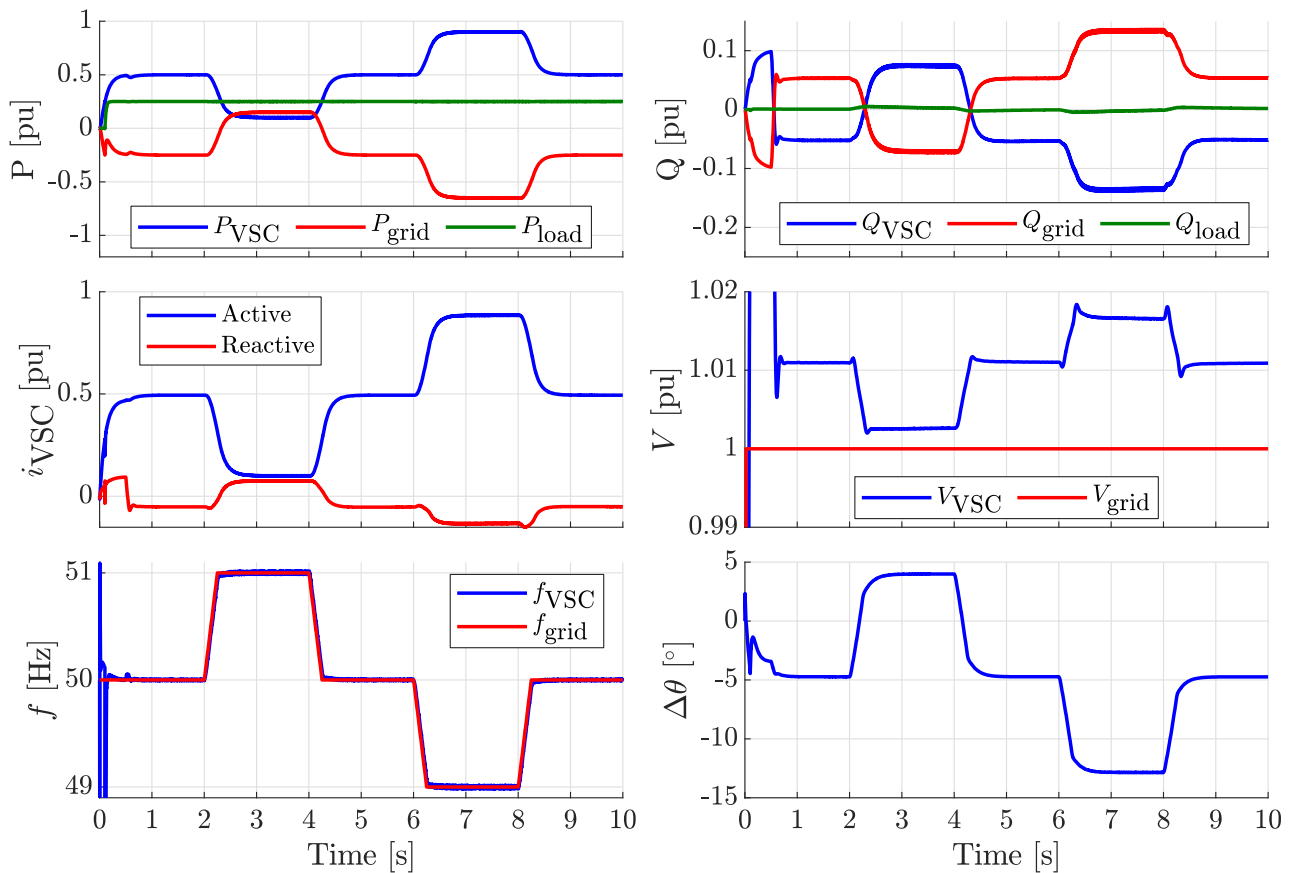 1
0.5
0
-0.5
-1
P [pu]
P_VSC P_grid P_load
0.1
0
-0.1
-0.2
Q [pu]
Q_VSC Q_grid Q_load
1
0.5
0
i_VSC [pu]
Active
Reactive
1.02
1.01
1
0.99
V [pu]
V_VSC V_grid
51
50
49
f [Hz]
f_VSC
f_grid
0 1 2 3 4 5 6 7 8 9 10
Time [s]
5
0
-5
-10
-15
Δθ [°]
0 1 2 3 4 5 6 7 8 9 10
Time [s]